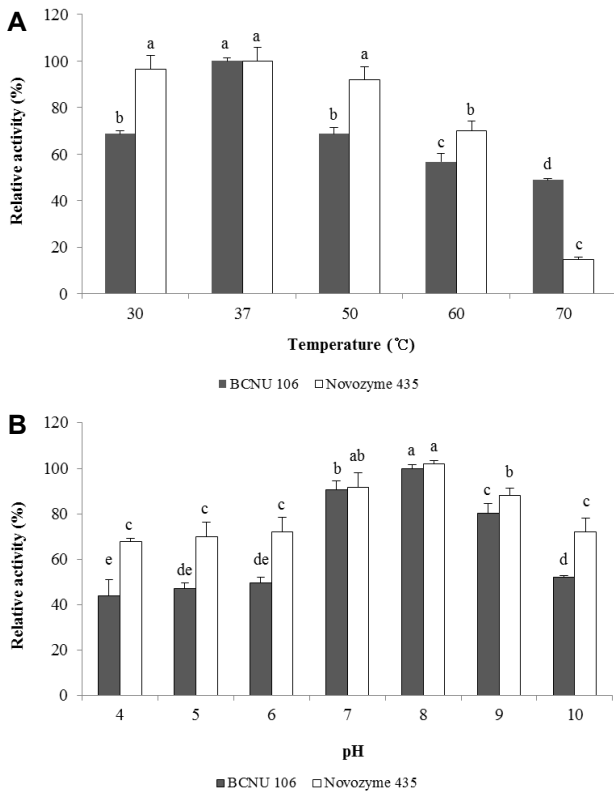 A
Relative activity (%)
120
100
80
60
40
20
0
b a a a b a c b d c
30 37 50 60 70
Temperature (℃)
BCNU 106 Novozyme 435
B
Relative activity (%)
120
100
80
60
40
20
0
e c de c de c b ab a a c b d c
4 5 6 7 8 9 10
pH
BCNU 106 Novozyme 435